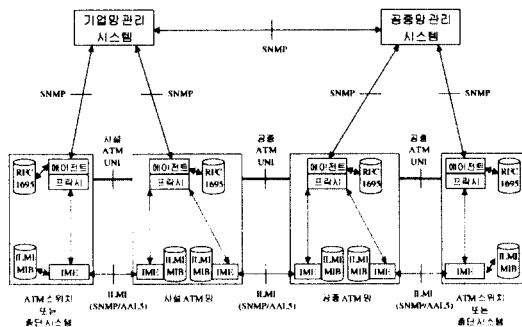 기업망관리
시스템
공중망관리
시스템
SNMP
SNMP
SNMP
SNMP
SNMP
사설
ATM
UNI
공중
ATM
UNI
공중
ATM
UNI
RFC
1695
에이전트
프락시
에이전트
프락시
RFC
1695
RFC
1695
에이전트
프락시
에이전트
프락시
RFC
1695
ILMI
MIB
IME
IME
ILMI
MIB
ILMI
MIB
IME
IME
ILMI
MIB
ILMI
MIB
IME
IME
ILMI
MIB
ATM 스위치
또는
종단시스템
ILMI
(SNMP/AAL5)
사설 ATM 망
ILMI
(SNMP/AAL5)
공중 ATM 망
ILMI
(SNMP/AAL5)
ATM 스위치
또는
종단 시스템